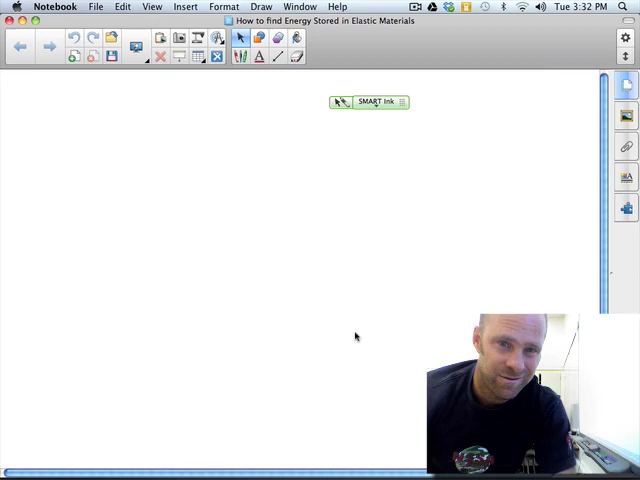 Notebook File Edit View Insert Format Draw Window Help Tue 3:32 PM
How to find Energy Stored in Elastic Materials
SMART Ink